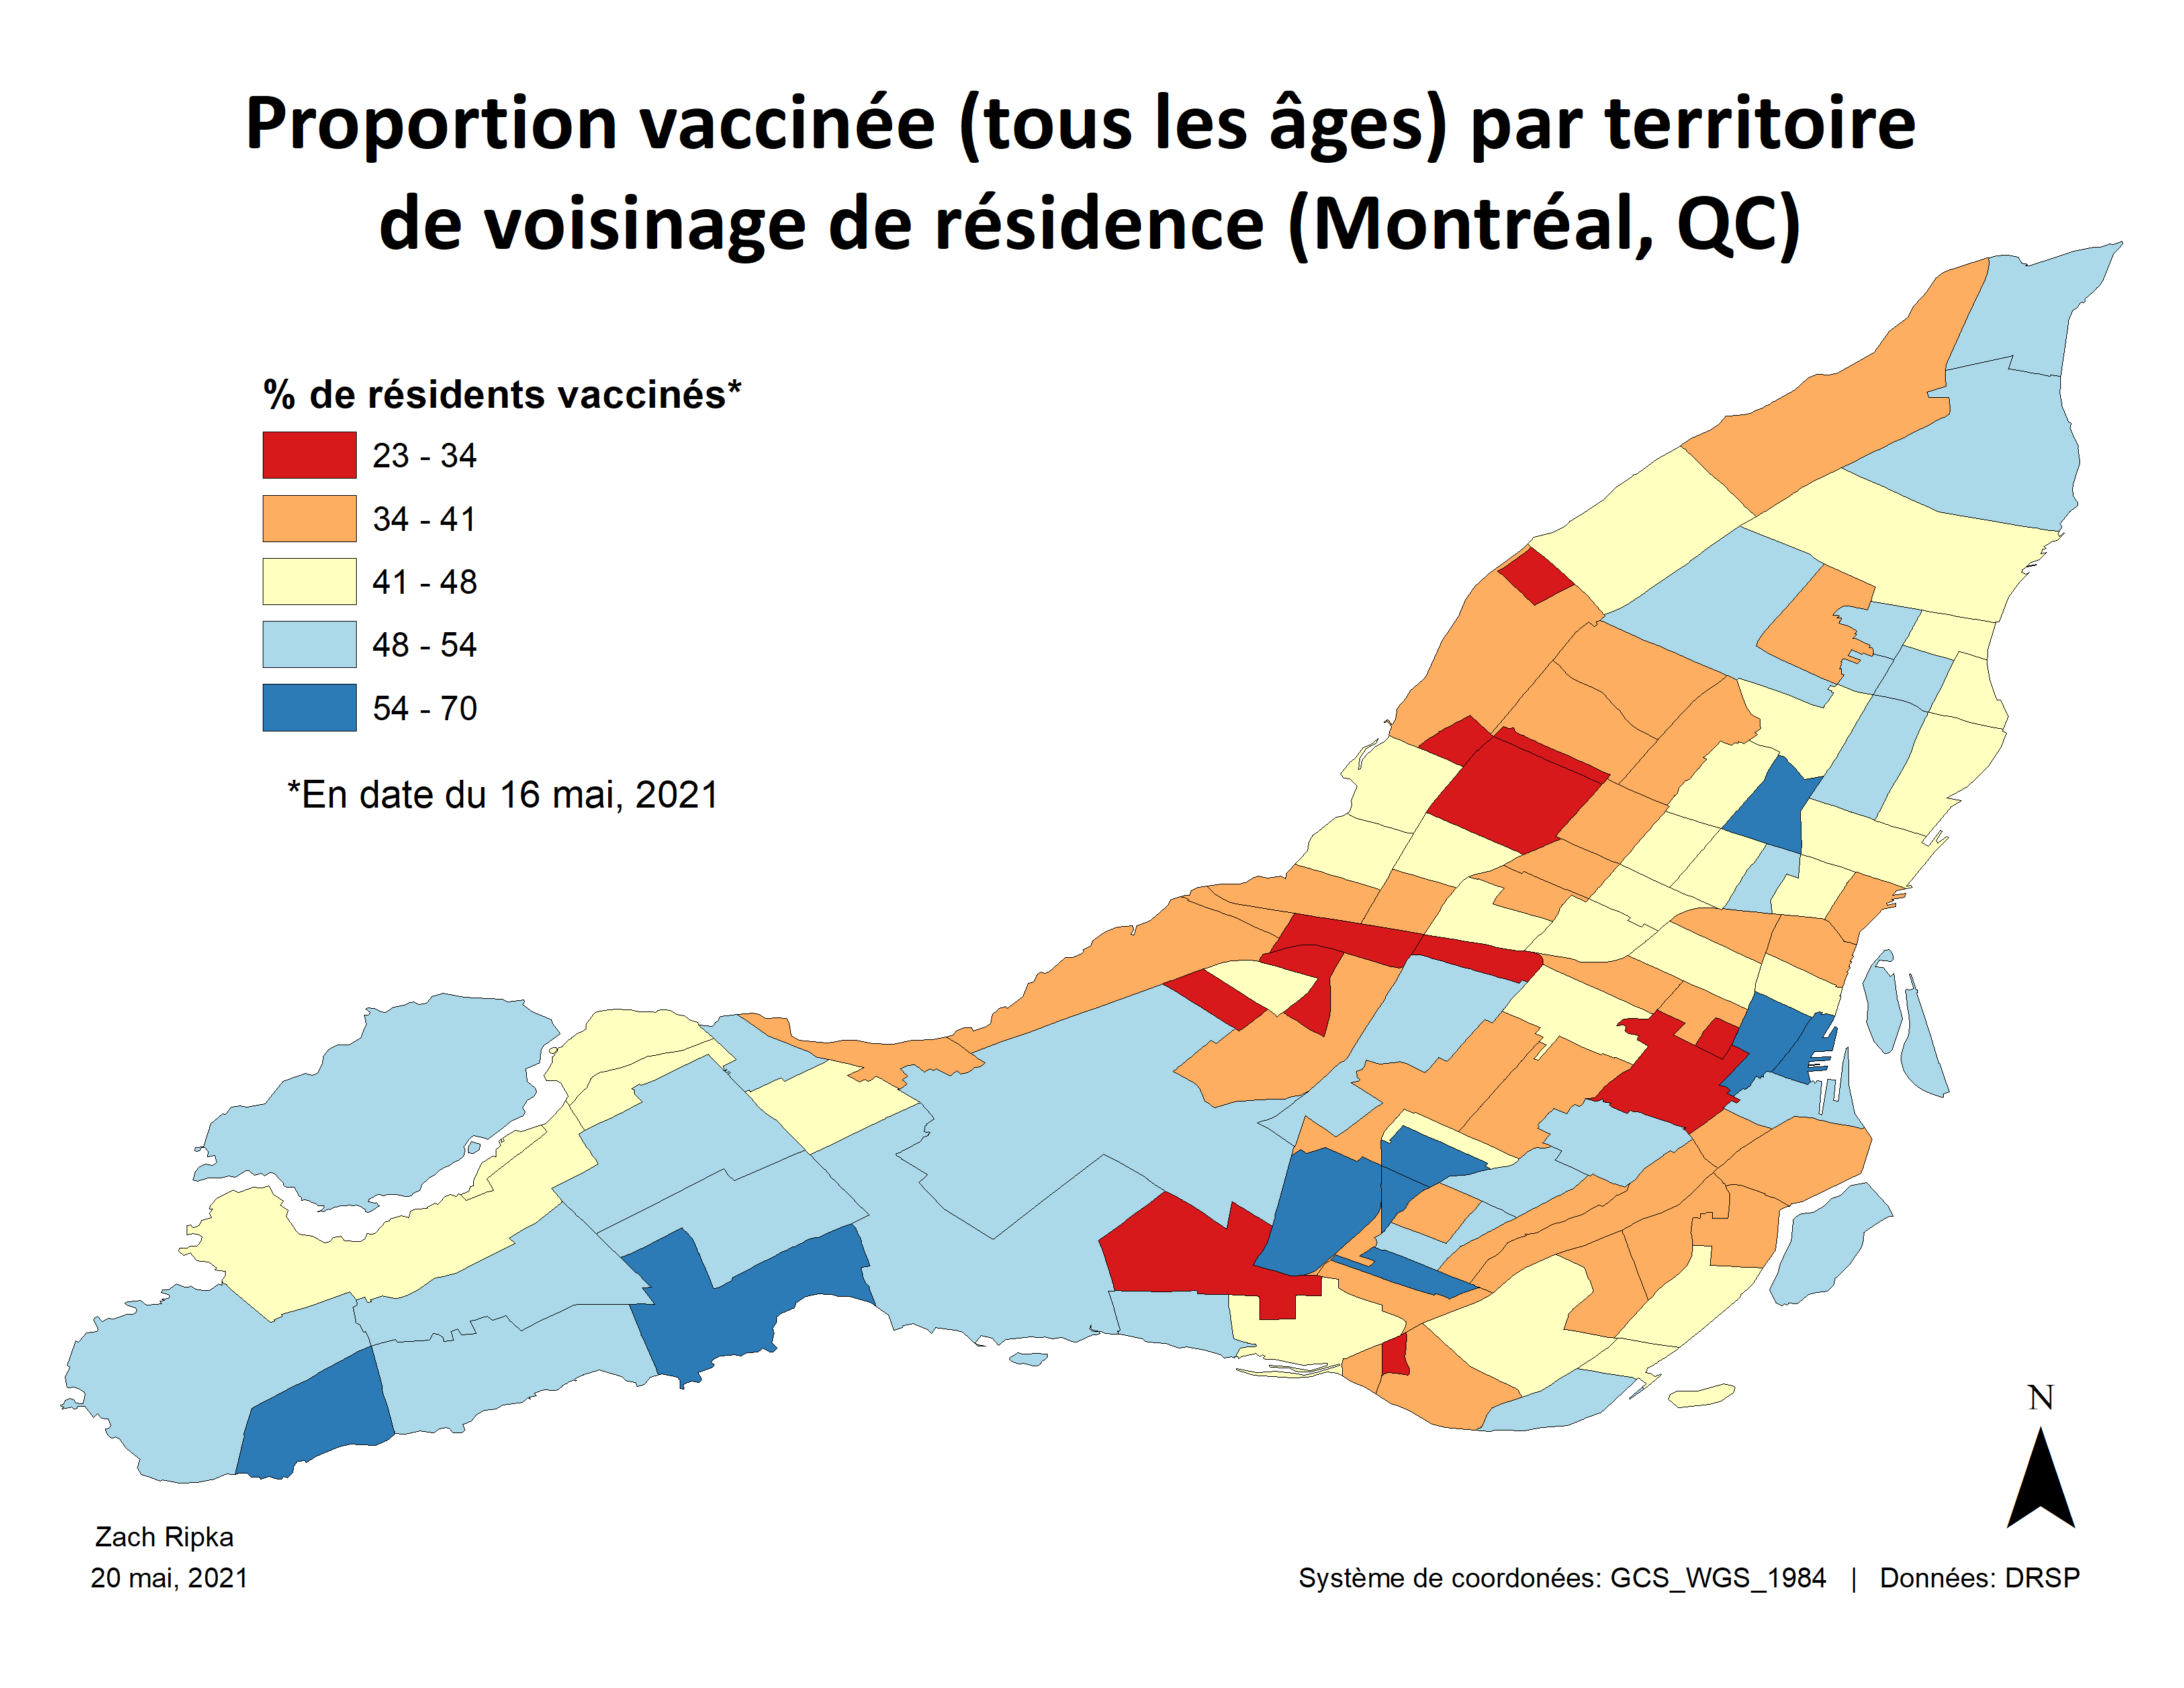 Proportion vaccinée (tous les âges) par territoire
de voisinage de résidence (Montréal, QC)
% de résidents vaccinés*
23 - 34
34 - 41
41 - 48
48 - 54
54 - 70
*En date du 16 mai, 2021
N
Zach Ripka
20 mai, 2021
Système de coordonées: GCS_WGS_1984 | Données: DRSP